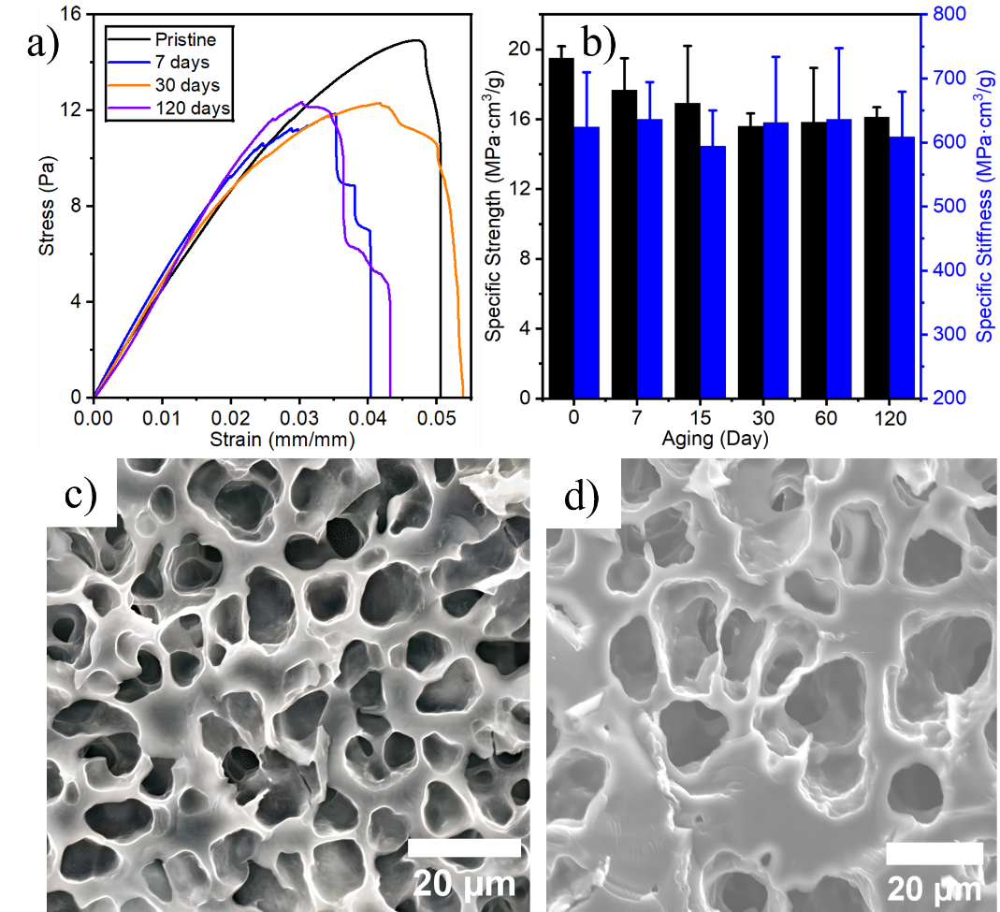 a)
Pristine
7 days
30 days
120 days
16
12
8
4
0
Stress (Pa)
0.00 0.01 0.02 0.03 0.04 0.05
Strain (mm/mm)
b)
20
16
12
8
4
0
Specific Strength (MPa·cm³/g)
800
700
600
500
400
300
200
Specific Stiffness (MPa·cm³/g)
0 7 15 30 60 120
Aging (Day)
c)
20 µm
d)
20 µm